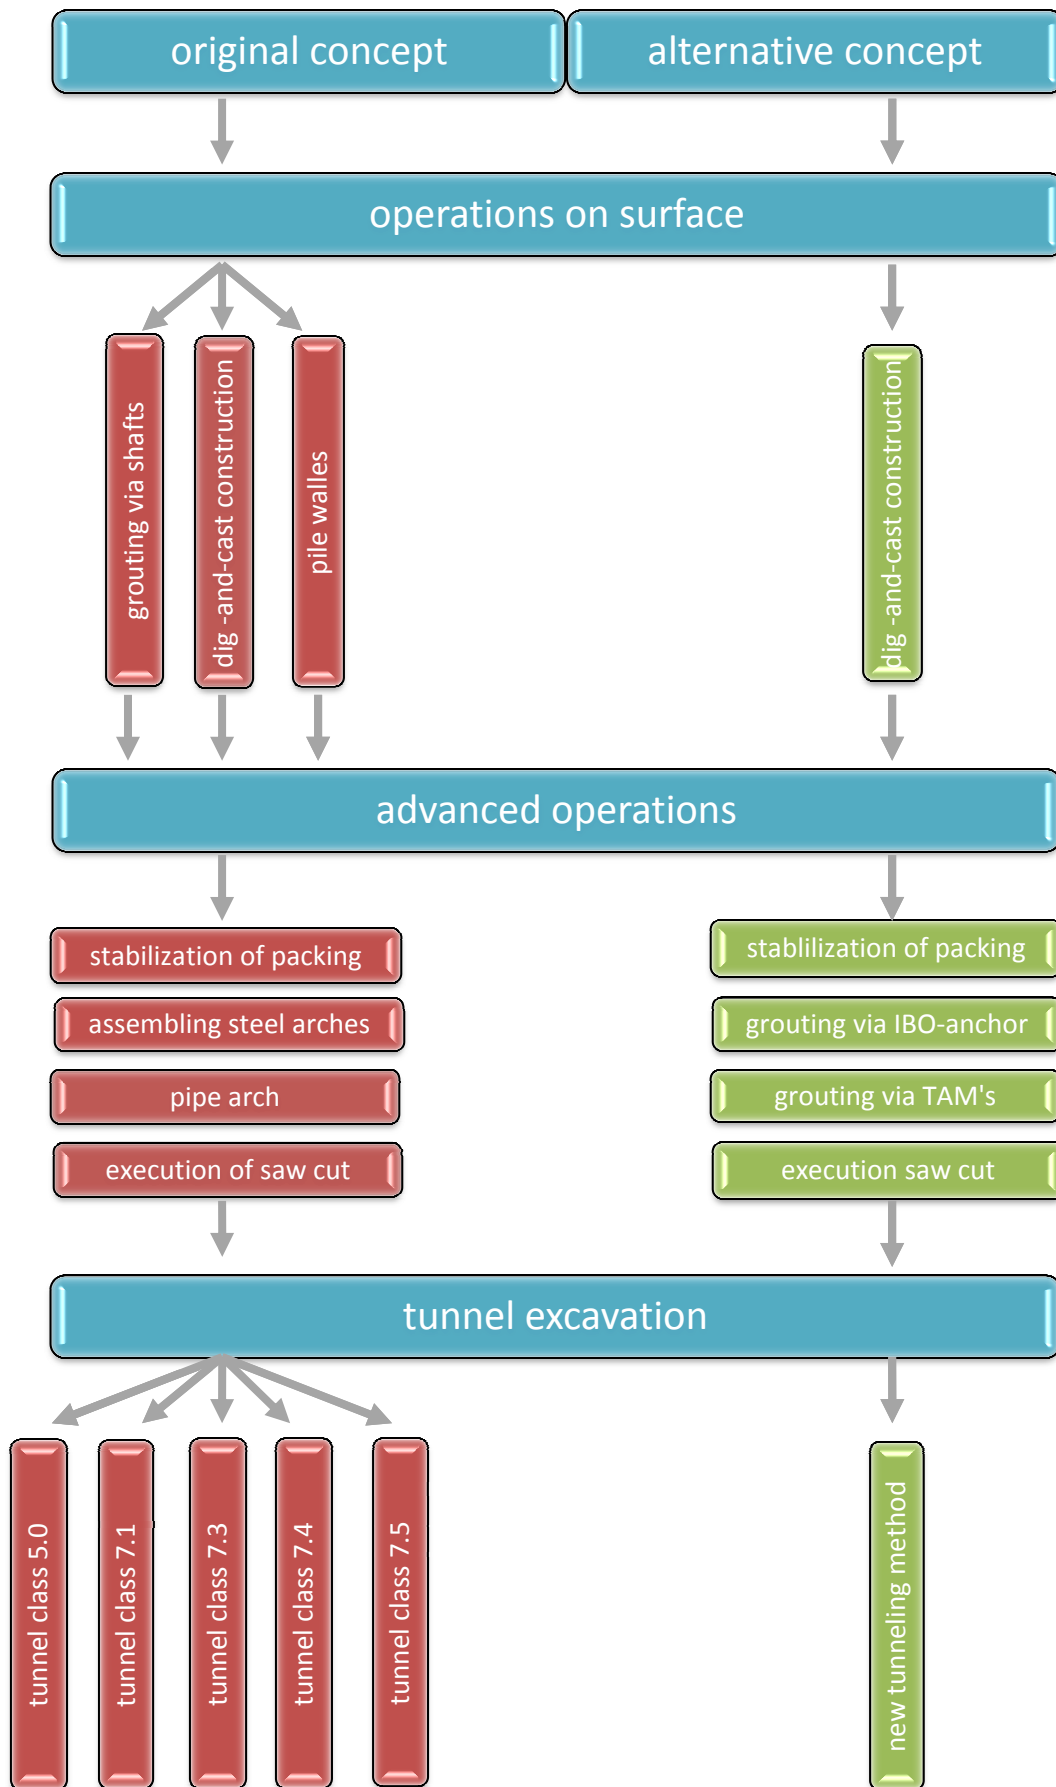 original concept
alternative concept
operations on surface
grouting via shafts
dig -and-cast construction
pile walles
dig -and-cast construction
advanced operations
stabilization of packing
stablilization of packing
assembling steel arches
grouting via IBO-anchor
pipe arch
grouting via TAM's
execution of saw cut
execution saw cut
tunnel excavation
tunnel class 5.0
tunnel class 7.1
tunnel class 7.3
tunnel class 7.4
tunnel class 7.5
new tunneling method